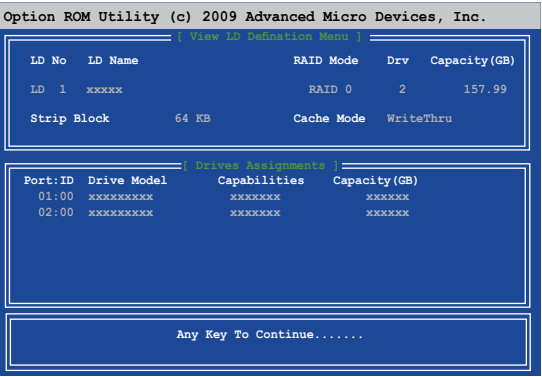 Option ROM Utility (c) 2009 Advanced Micro Devices, Inc.
[ View LD Defination Menu ]
LD No LD Name RAID Mode Drv Capacity(GB)
LD 1 xxxxx RAID 0 2 157.99
Strip Block 64 KB Cache Mode WriteThru
[ Drives Assignments ]
Port:ID Drive Model Capabilities Capacity(GB)
01:00 xxxxxxxxx xxxxxxx xxxxxx
02:00 xxxxxxxxx xxxxxxx xxxxxx
Any Key To Continue.......